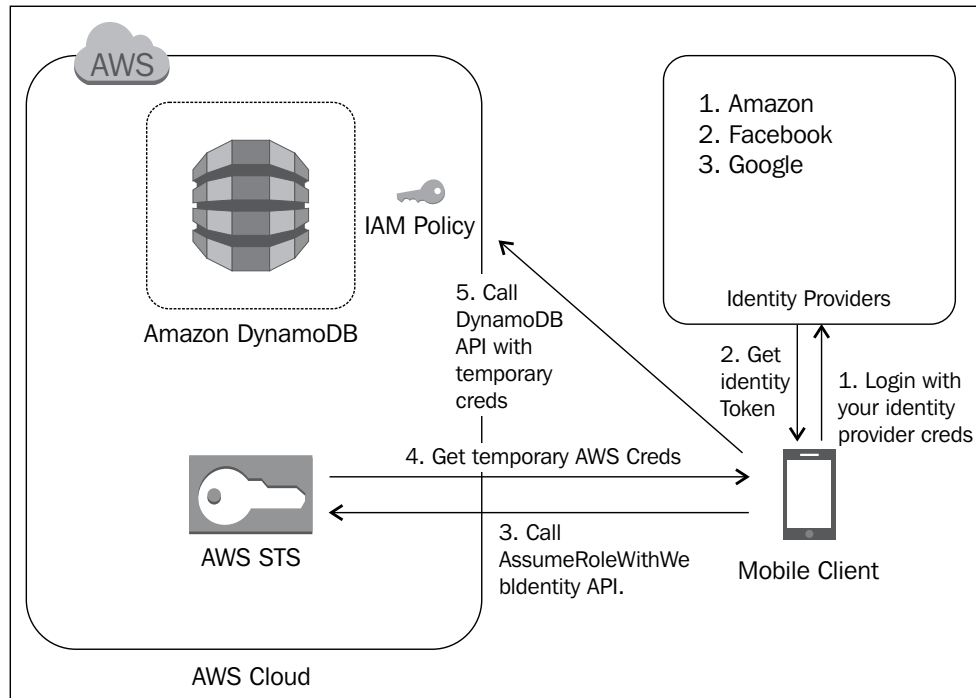 AWS
1. Amazon
2. Facebook
3. Google
Identity Providers
IAM Policy
Amazon DynamoDB
5. Call
DynamoDB
API with
temporary
creds
2. Get
identity
Token
1. Login with
your identity
provider creds
4. Get temporary AWS Creds
AWS STS
3. Call
AssumeRoleWithWe
bIdentity API.
Mobile Client
AWS Cloud